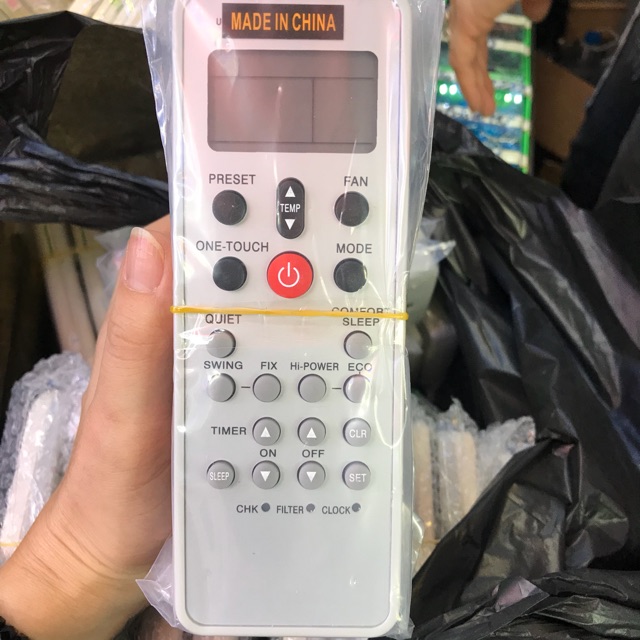 MADE IN CHINA
PRESET
FAN
TEMP
ONE-TOUCH
MODE
QUIET
COMFORT
SLEEP
SWING
FIX
Hi-POWER
ECO
TIMER
CLR
ON
OFF
SLEEP
SET
CHK
FILTER
CLOCK